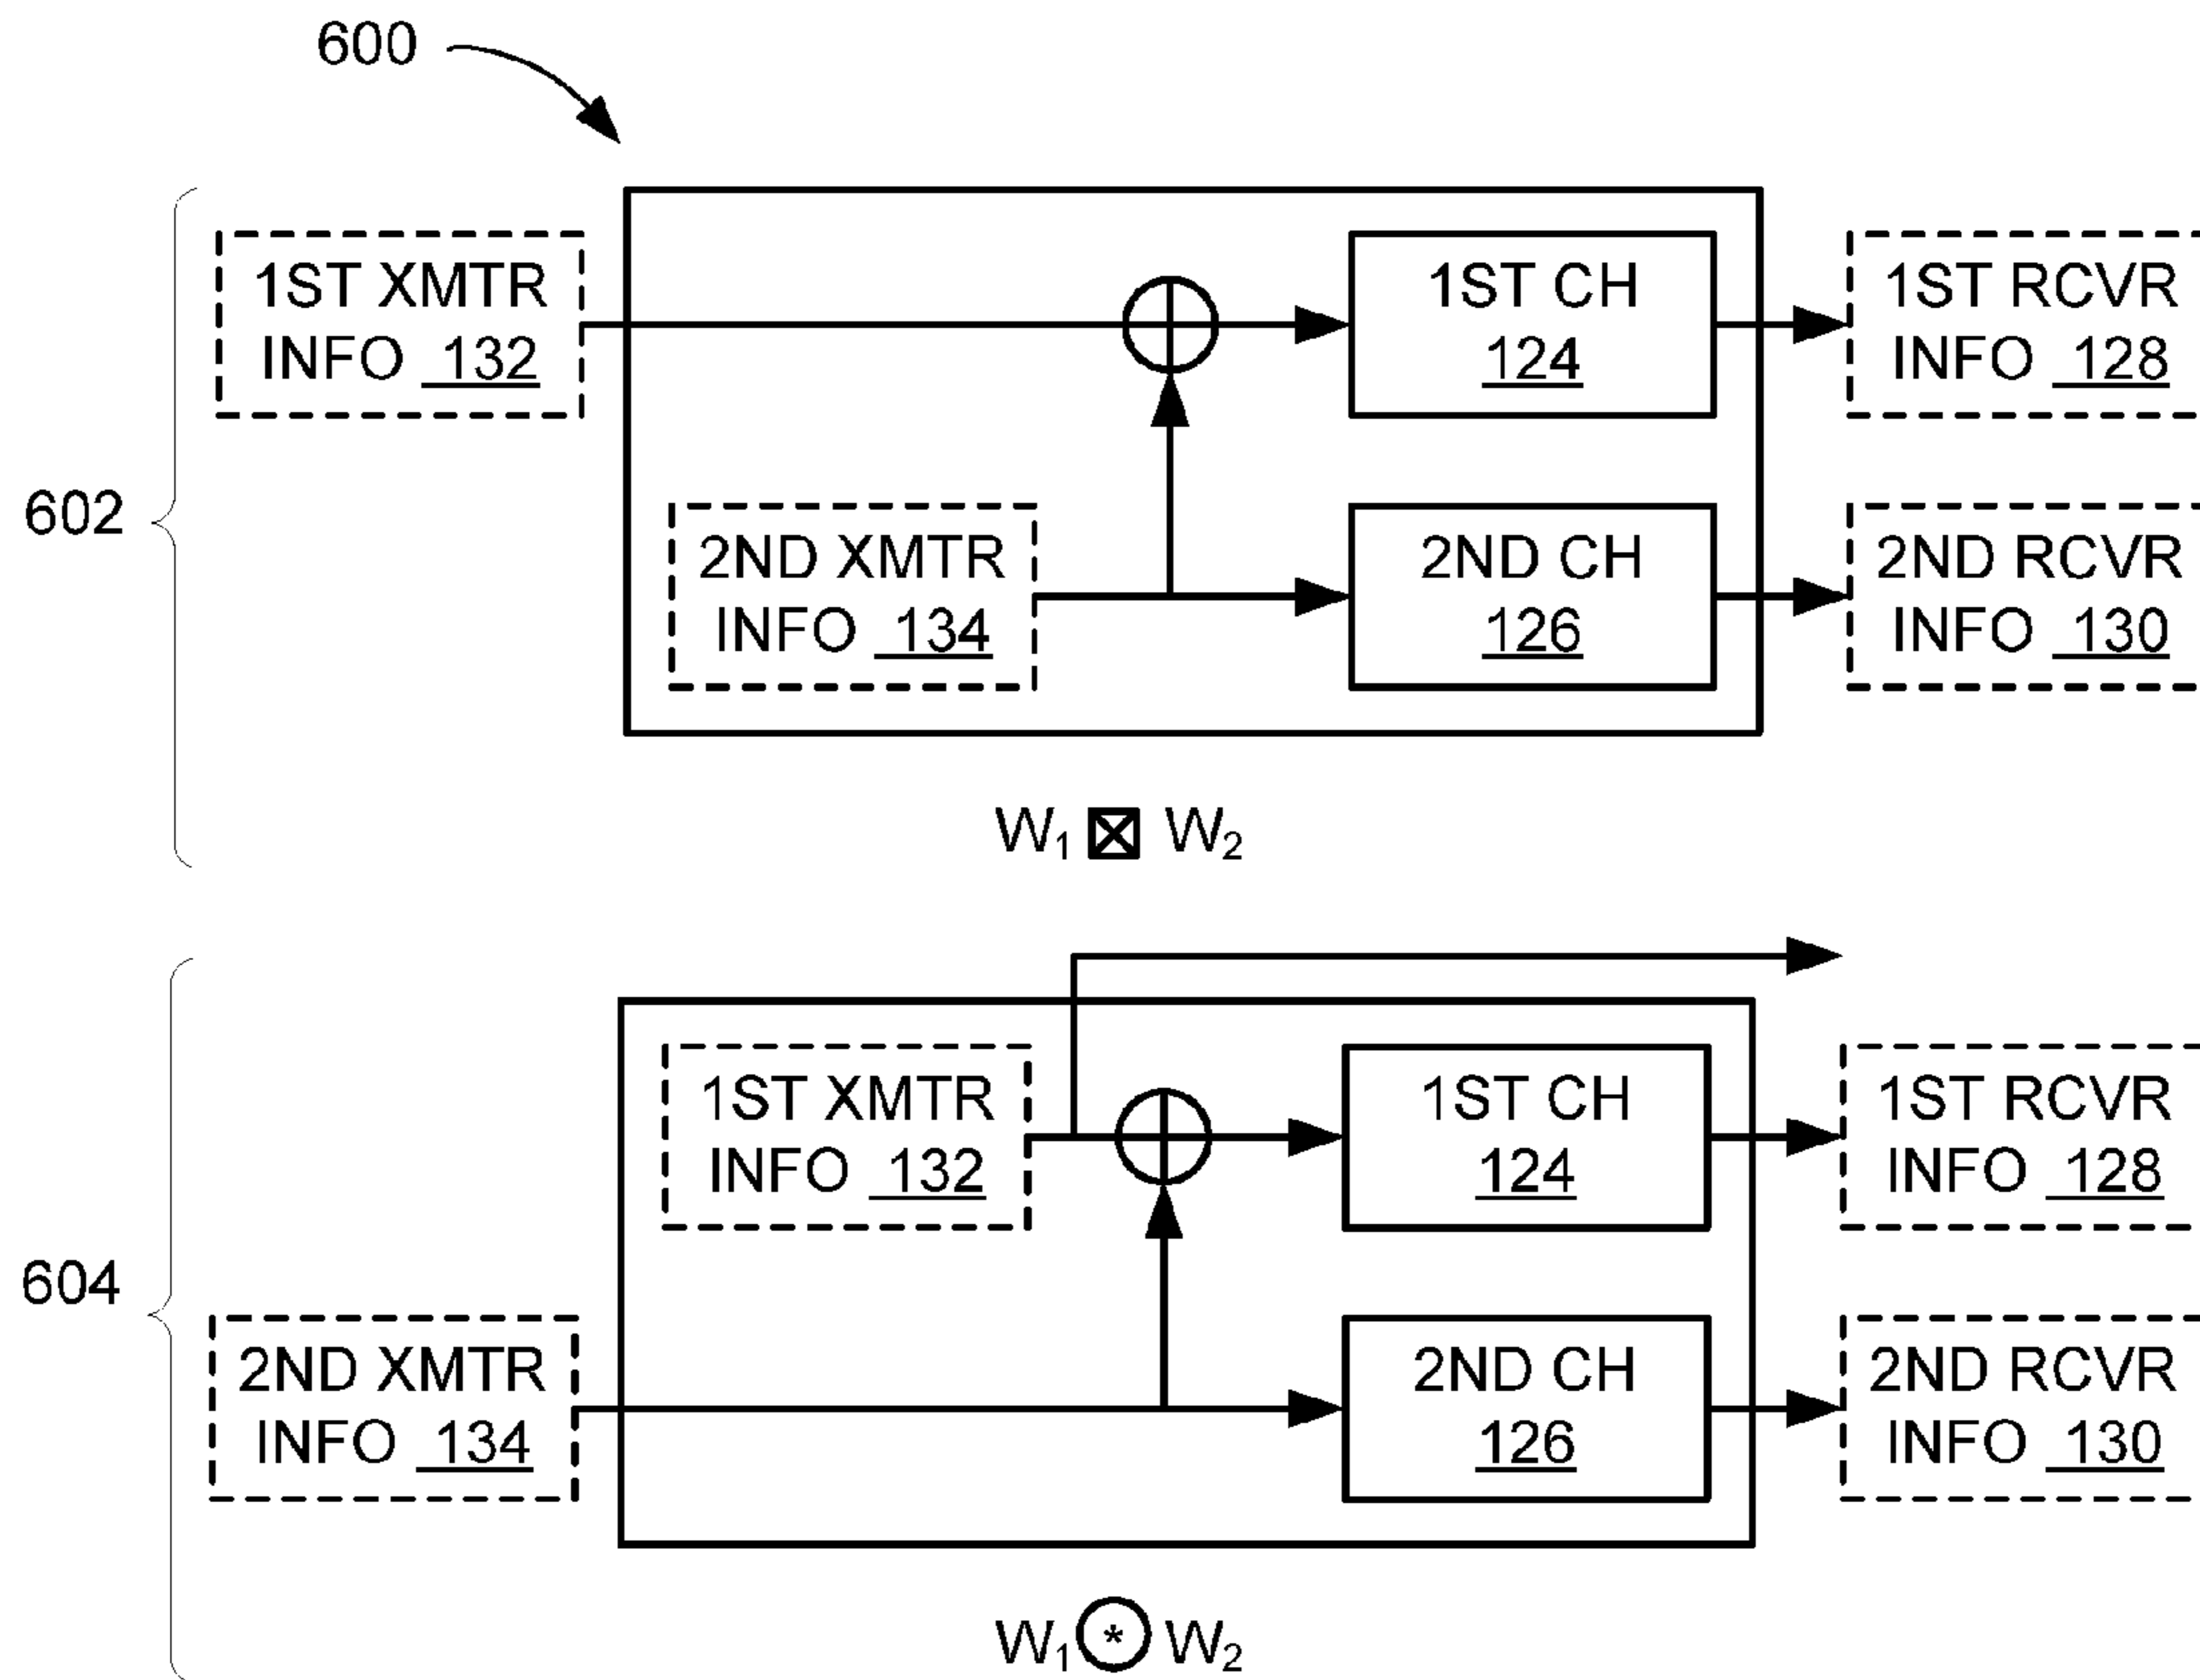 600
602
1ST XMTR
INFO 132
1ST CH
124
1ST RCVR
INFO 128
2ND XMTR
INFO 134
2ND CH
126
2ND RCVR
INFO 130
W₁ ⊠ W₂
604
1ST XMTR
INFO 132
1ST CH
124
1ST RCVR
INFO 128
2ND XMTR
INFO 134
2ND CH
126
2ND RCVR
INFO 130
W₁ ⊛ W₂